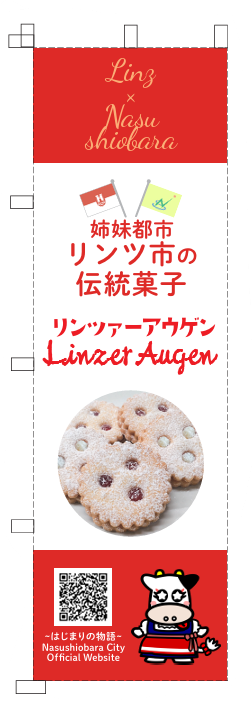 Linz
×
Nasu
shiobara
姉妹都市
リンツ市の
伝統菓子
リンツァーアウゲン
Linzer Augen
~はじまりの物語~
Nasushiobara City
Official Website